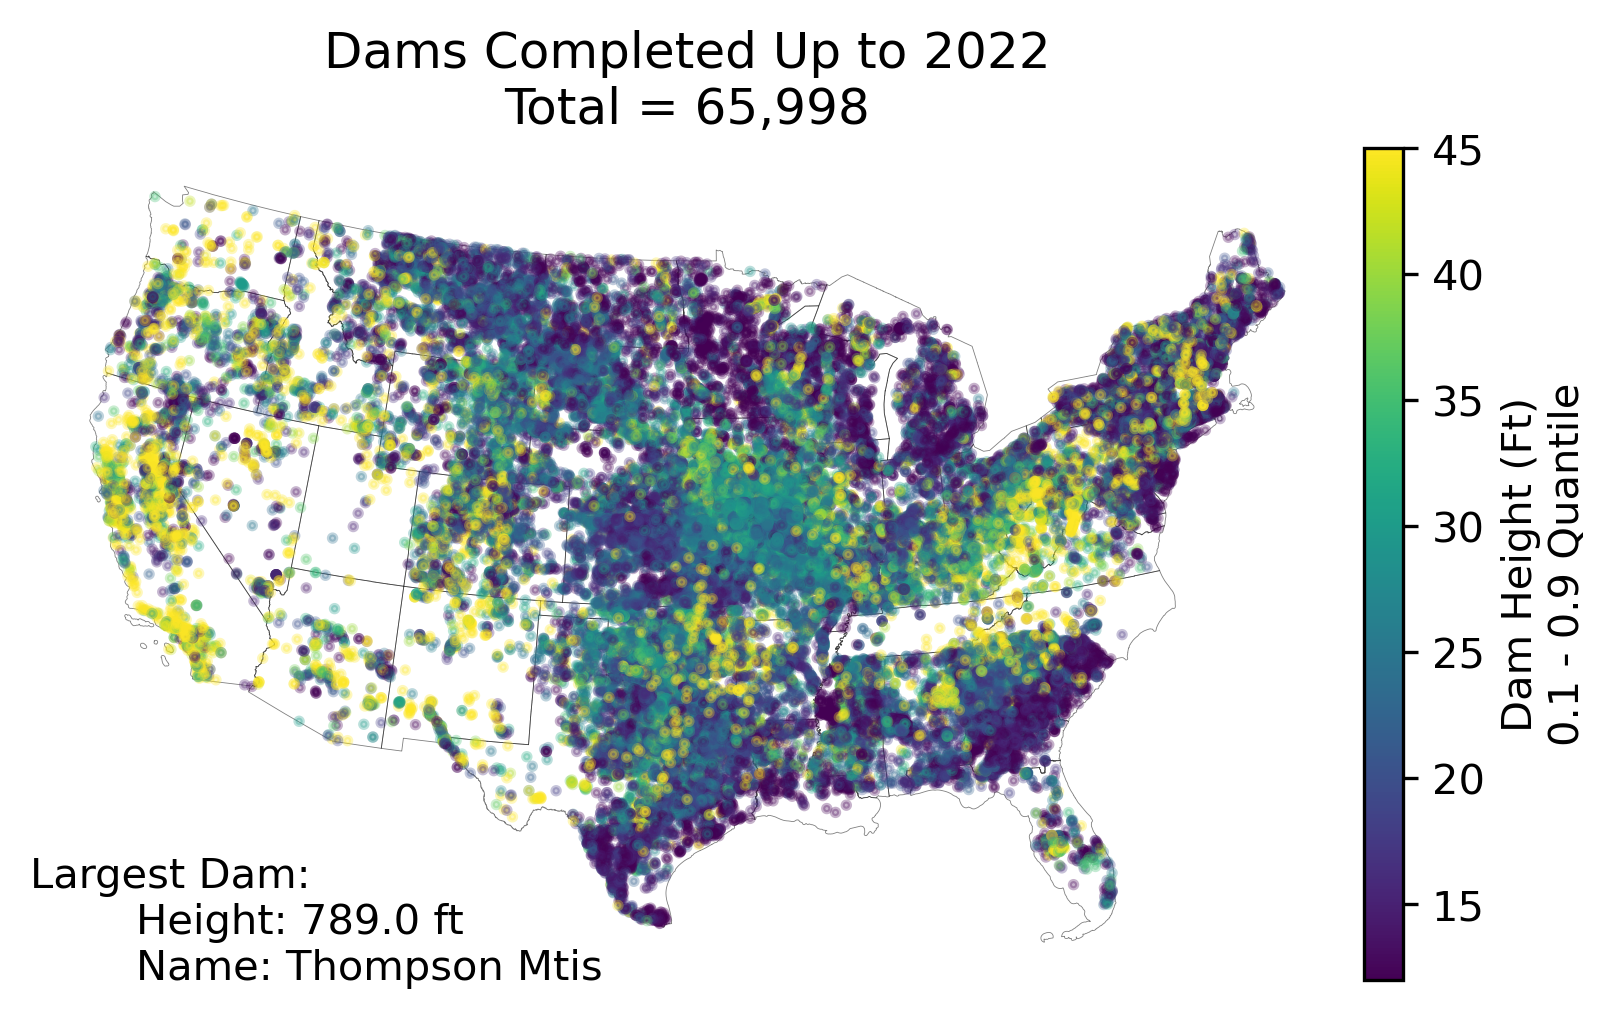 Dams Completed Up to 2022
Total = 65,998
45
40
35
30
25
20
15
Dam Height (Ft)
0.1 - 0.9 Quantile
Largest Dam:
Height: 789.0 ft
Name: Thompson Mtis